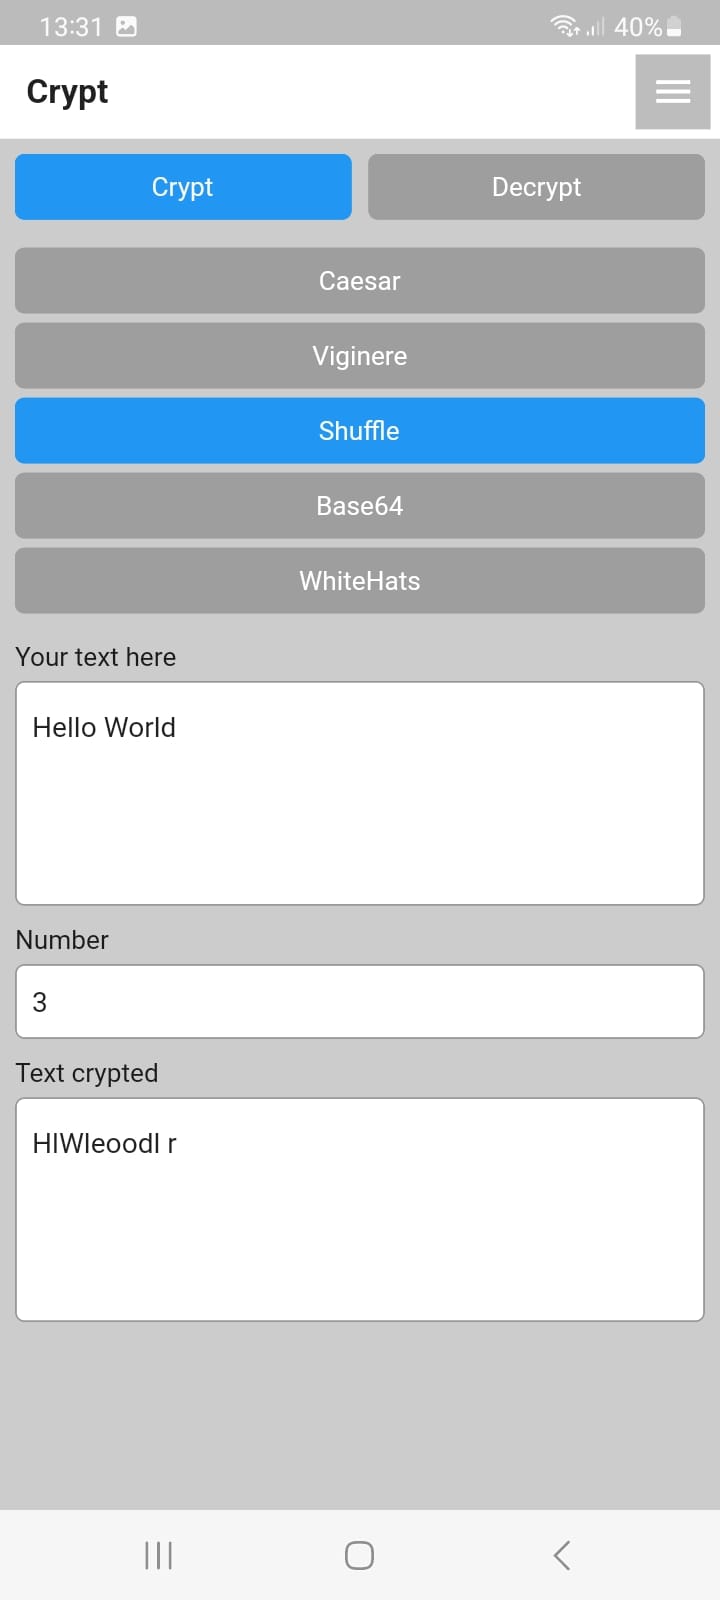 13:31 40%
Crypt
Crypt Decrypt
Caesar
Viginere
Shuffle
Base64
WhiteHats
Your text here
Hello World
Number
3
Text crypted
HlWleoodl r